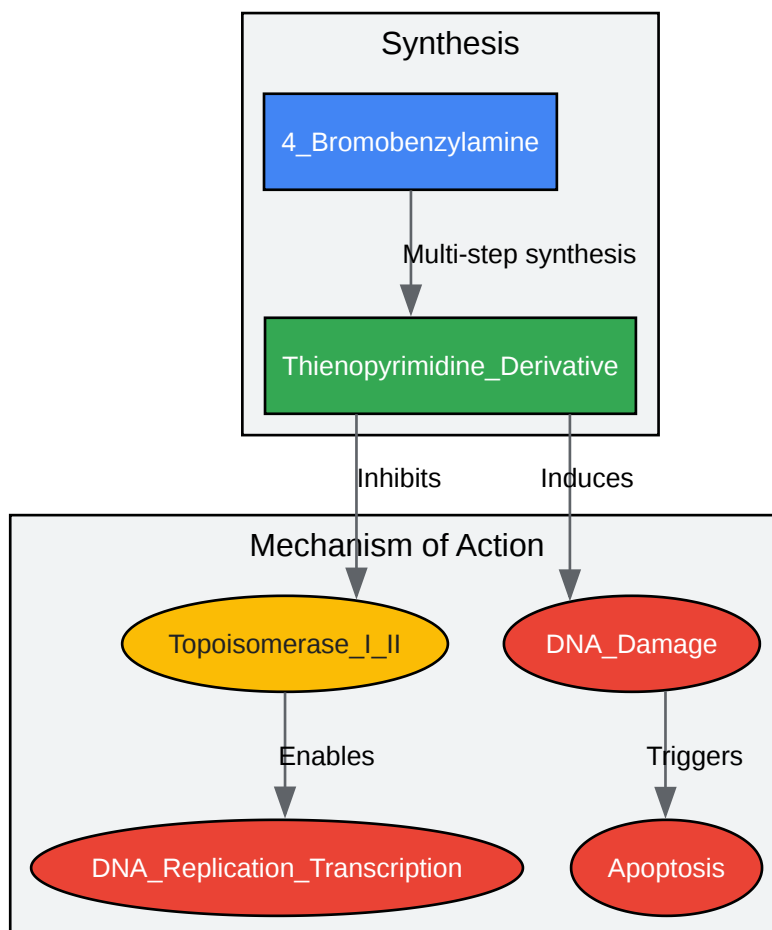 Synthesis
4_Bromobenzylamine
Multi-step synthesis
Thienopyrimidine_Derivative
Inhibits
Induces
Mechanism of Action
Topoisomerase_I_II
DNA_Damage
Enables
Triggers
DNA_Replication_Transcription
Apoptosis